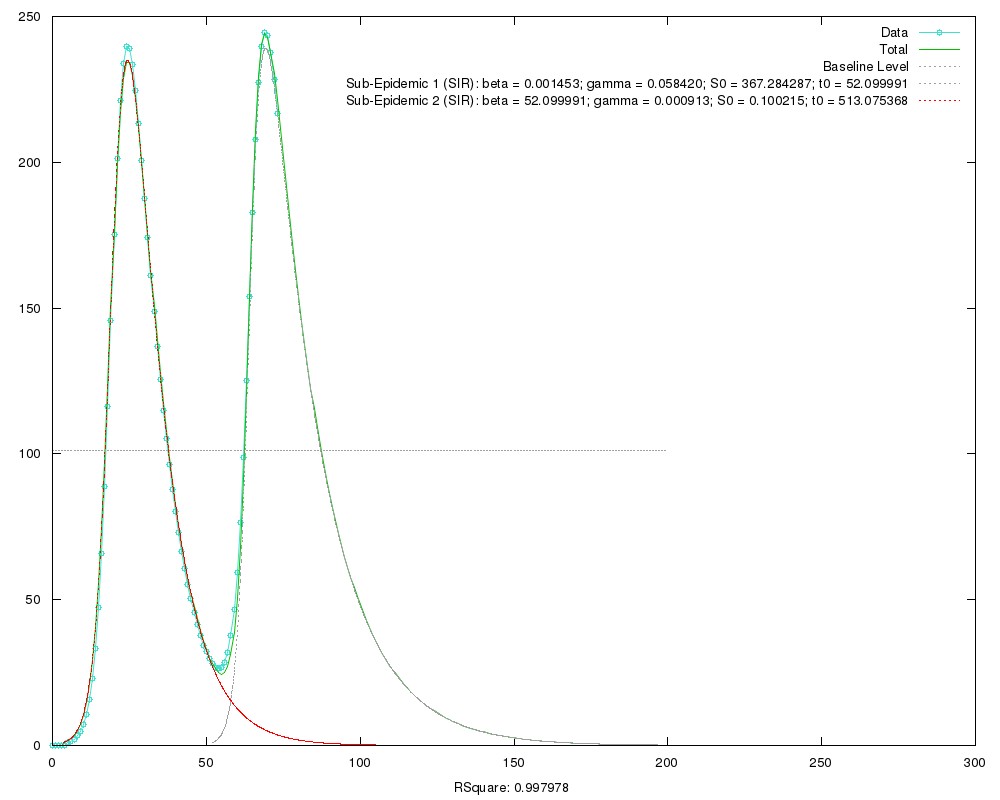 250
200
150
100
50
0
0
50
100
150
200
250
300
Data
Total
Baseline Level
Sub-Epidemic 1 (SIR): beta = 0.001453; gamma = 0.058420; S0 = 367.284287; t0 = 52.099991
Sub-Epidemic 2 (SIR): beta = 52.099991; gamma = 0.000913; S0 = 0.100215; t0 = 513.075368
RSquare: 0.997978